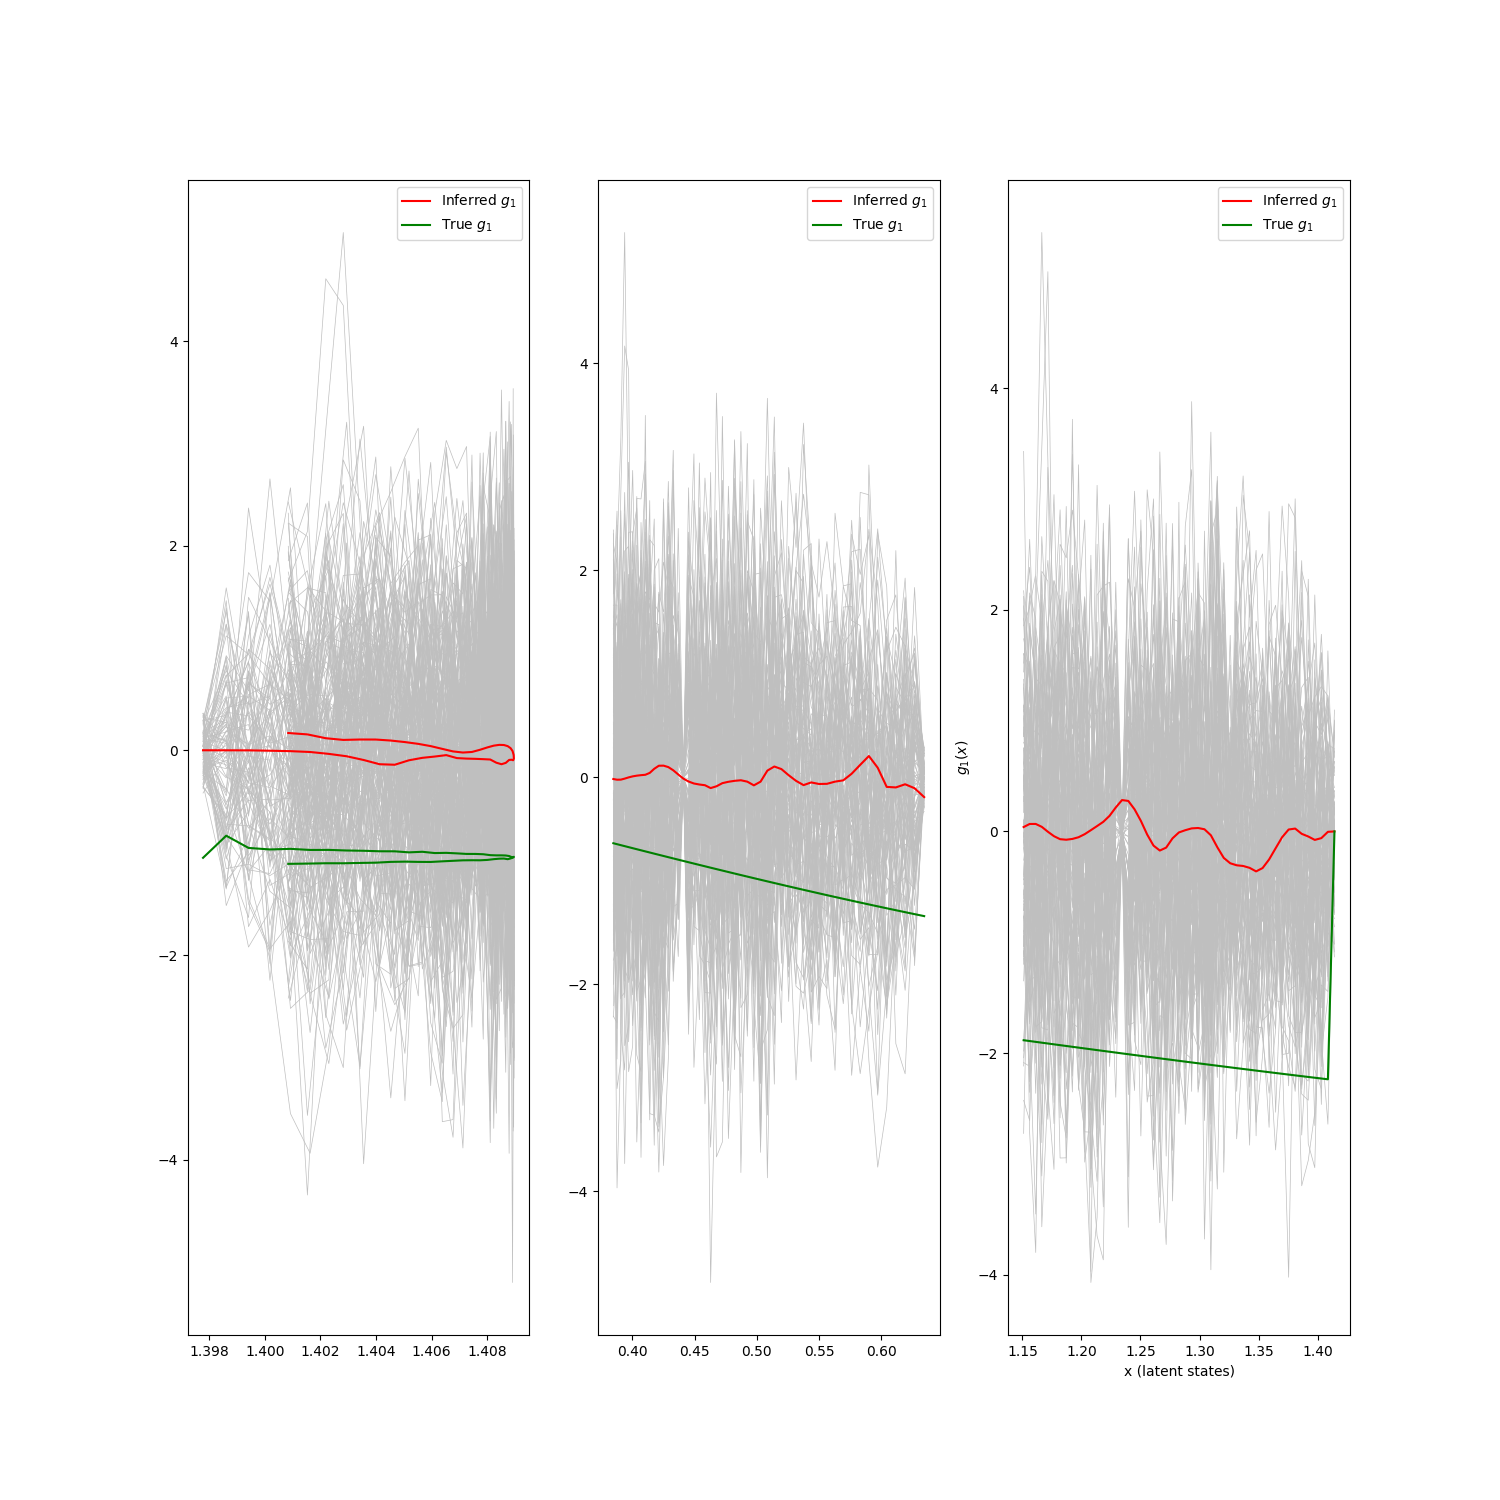 Inferred g₁
True g₁
4
2
0
−2
−4
1.398 1.400 1.402 1.404 1.406 1.408
Inferred g₁
True g₁
4
2
0
−2
−4
0.40 0.45 0.50 0.55 0.60
Inferred g₁
True g₁
g₁(x)
4
2
0
−2
−4
1.15 1.20 1.25 1.30 1.35 1.40
x (latent states)